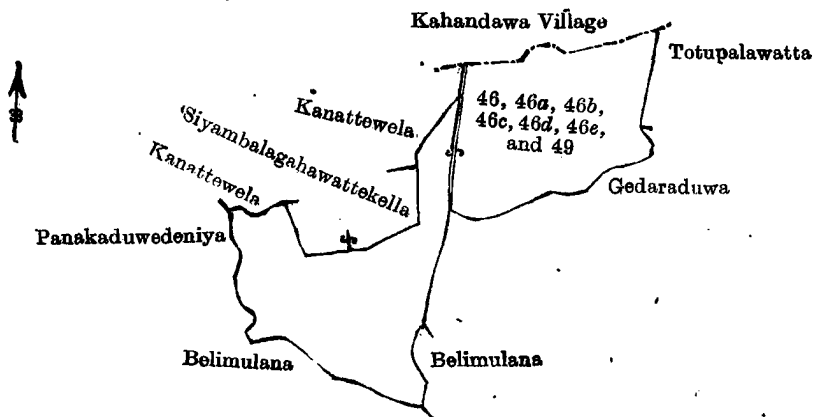 Kahandawa Village
Totupalawatta
Kanattewela
46, 46a, 46b,
46c, 46d, 46e,
and 49
Siyambalagahawattekella
Kanattewela
Gedaraduwa
Panakaduwedeniya
Belimulana
Belimulana